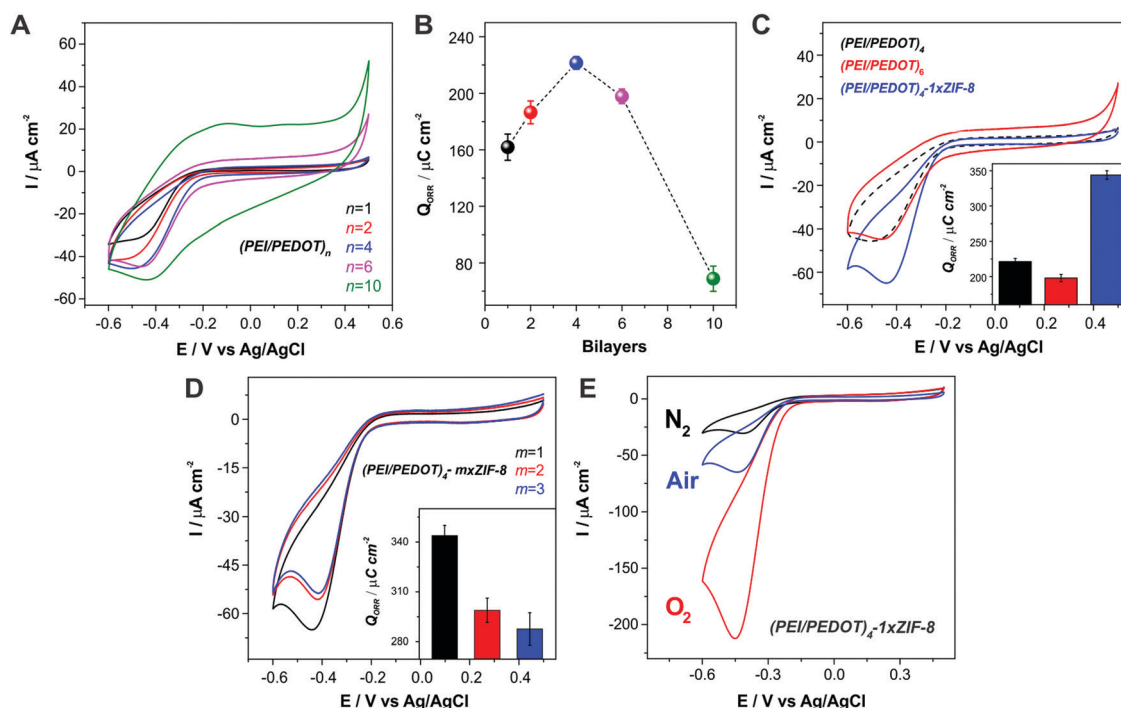 A
60
40
20
0
-20
-40
-60
I / μA cm⁻²
n=1
n=2
n=4
n=6
n=10
(PEI/PEDOT)ₙ
-0.6 -0.4 -0.2 0.0 0.2 0.4 0.6
E / V vs Ag/AgCl
B
240
200
160
120
80
40
Q_ORR / μC cm⁻²
0 2 4 6 8 10
Bilayers
C
(PEI/PEDOT)₄
(PEI/PEDOT)₆
(PEI/PEDOT)₄-1xZIF-8
40
20
0
-20
-40
-60
I / μA cm⁻²
350
300
250
200
Q_ORR / μC cm⁻²
-0.6 -0.4 -0.2 0.0 0.2 0.4
E / V vs Ag/AgCl
D
0
-15
-30
-45
-60
I / μA cm⁻²
m=1
(PEI/PEDOT)₄- mxZIF-8
m=2
m=3
340
310
280
Q_ORR / μC cm⁻²
-0.6 -0.4 -0.2 0.0 0.2 0.4
E / V vs Ag/AgCl
E
0
-50
-100
-150
-200
I / μA cm⁻²
N₂
Air
O₂
(PEI/PEDOT)₄-1xZIF-8
-0.6 -0.3 0.0 0.3
E / V vs Ag/AgCl